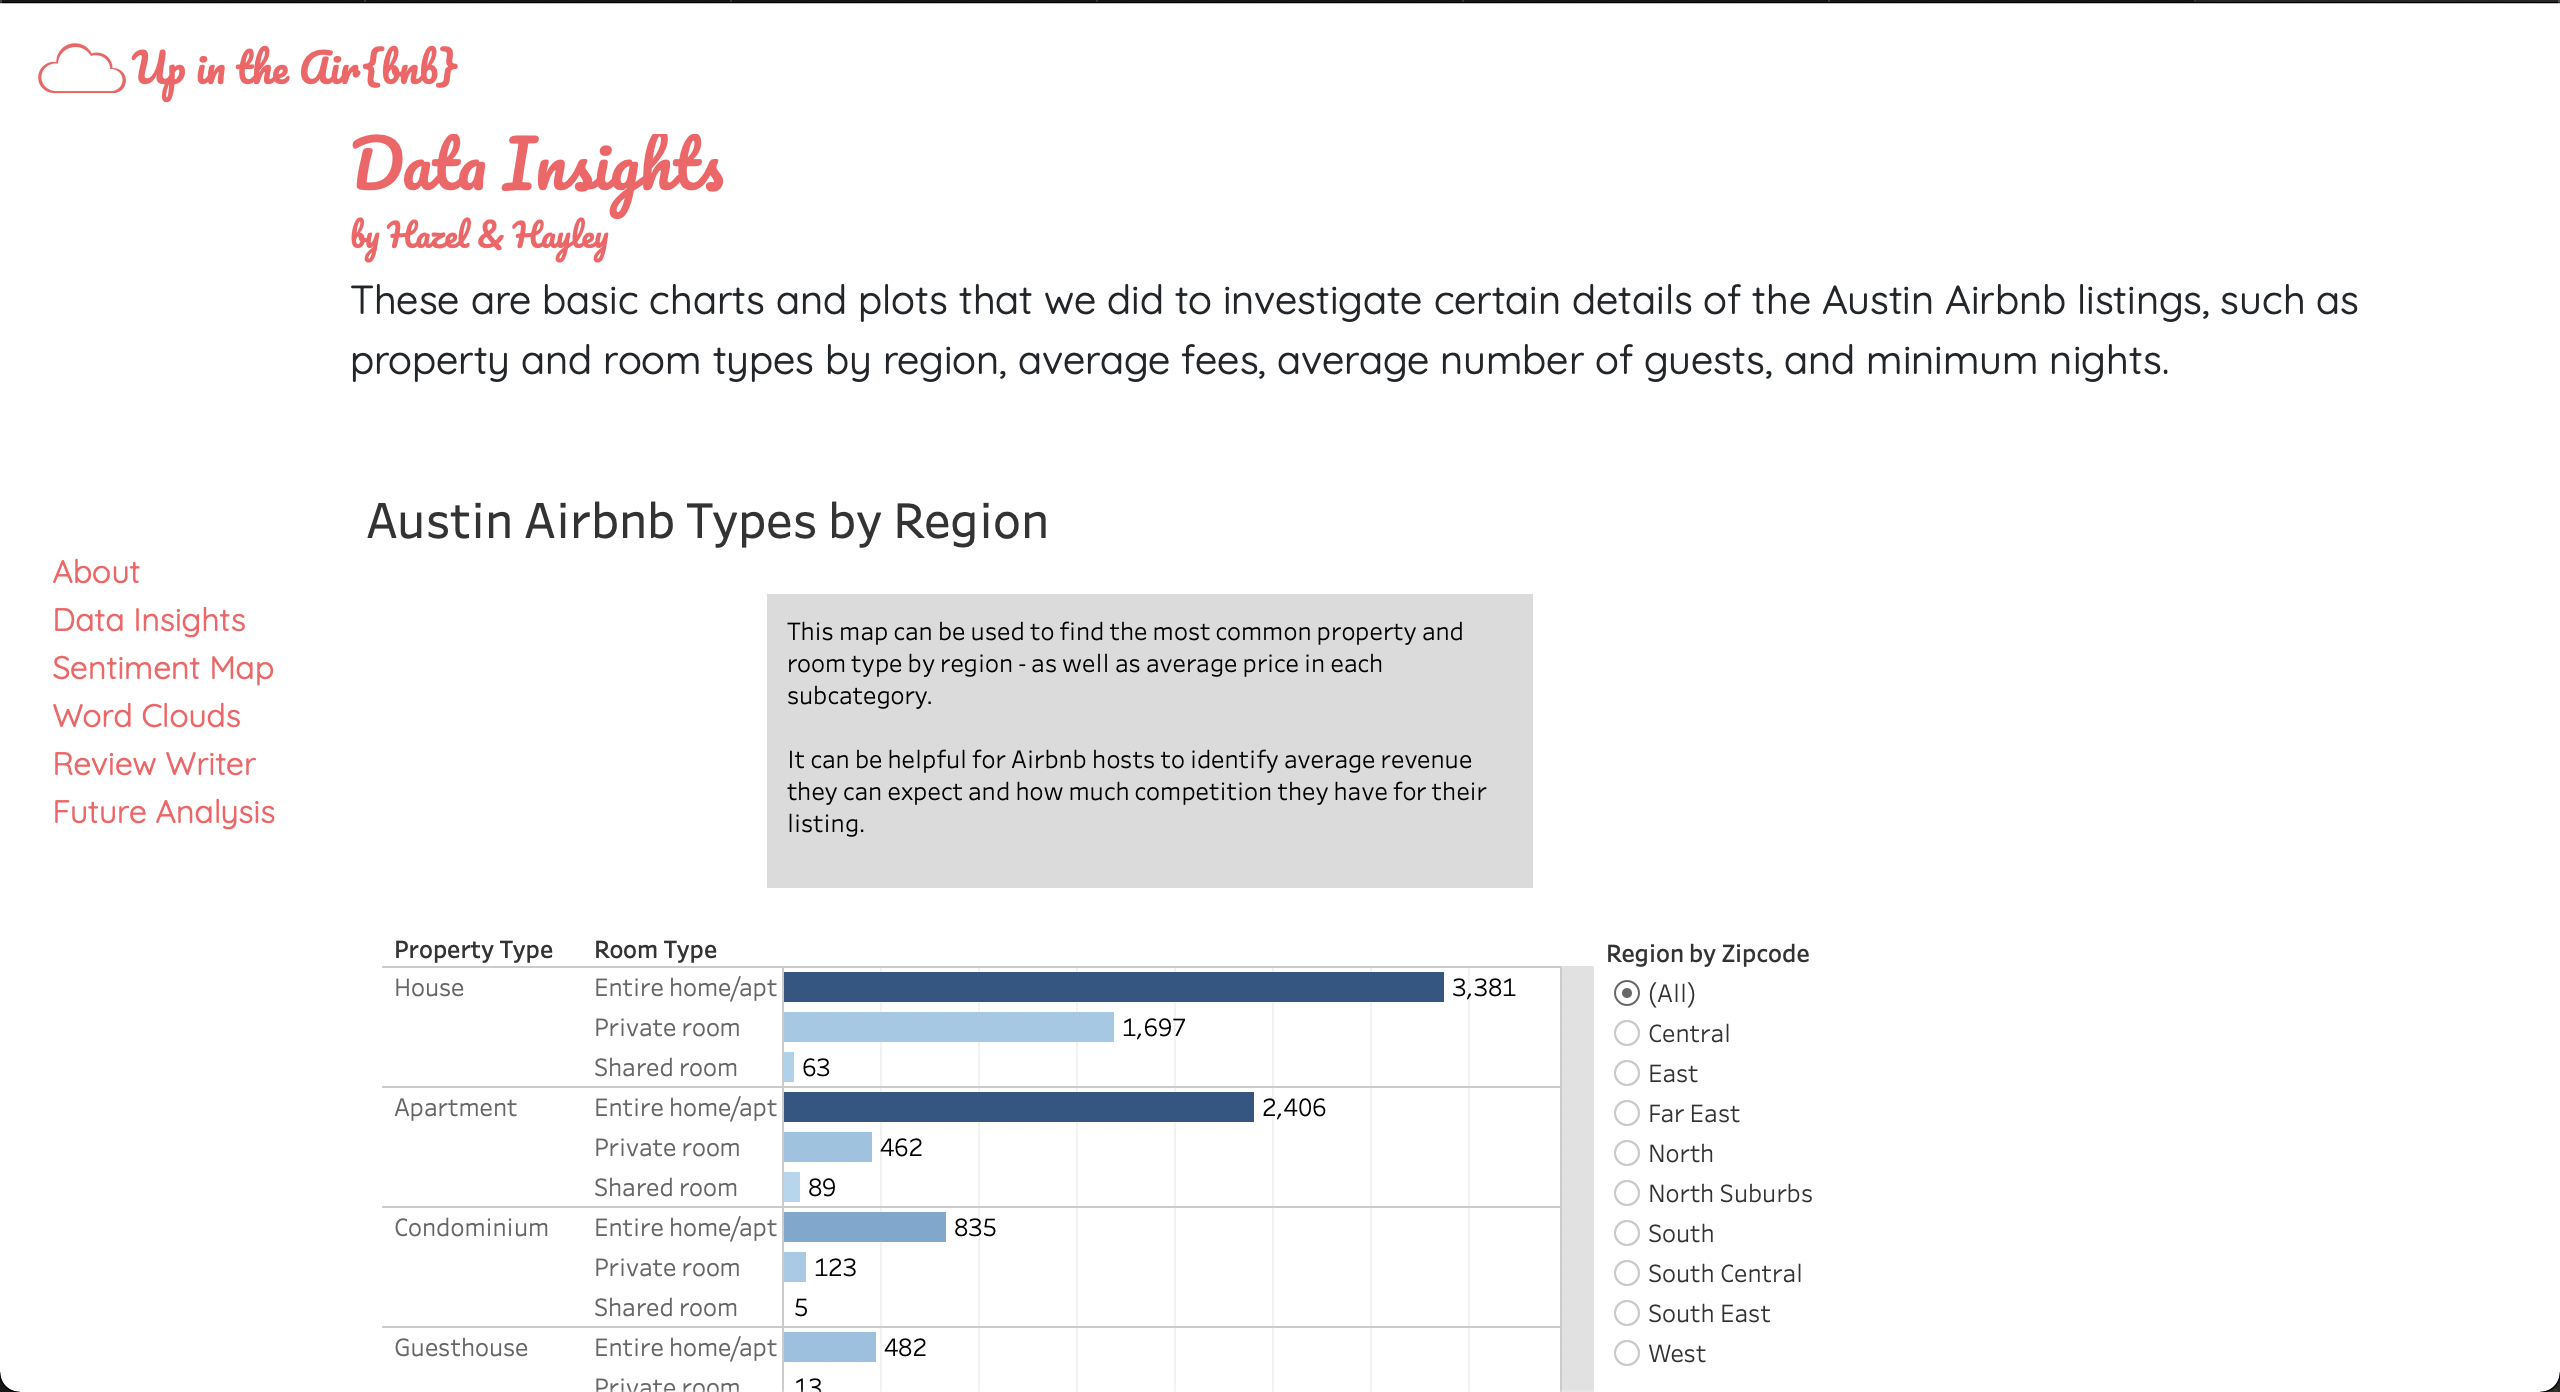 Up in the Air{bnb}
Data Insights
by Hazel & Hayley
These are basic charts and plots that we did to investigate certain details of the Austin Airbnb listings, such as
property and room types by region, average fees, average number of guests, and minimum nights.
Austin Airbnb Types by Region
About
Data Insights
Sentiment Map
Word Clouds
Review Writer
Future Analysis
This map can be used to find the most common property and
room type by region - as well as average price in each
subcategory.
It can be helpful for Airbnb hosts to identify average revenue
they can expect and how much competition they have for their
listing.
Property Type Room Type
House Entire home/apt 3,381
Private room 1,697
Shared room 63
Apartment Entire home/apt 2,406
Private room 462
Shared room 89
Condominium Entire home/apt 835
Private room 123
Shared room 5
Guesthouse Entire home/apt 482
Private room 13
Region by Zipcode
(All)
Central
East
Far East
North
North Suburbs
South
South Central
South East
West